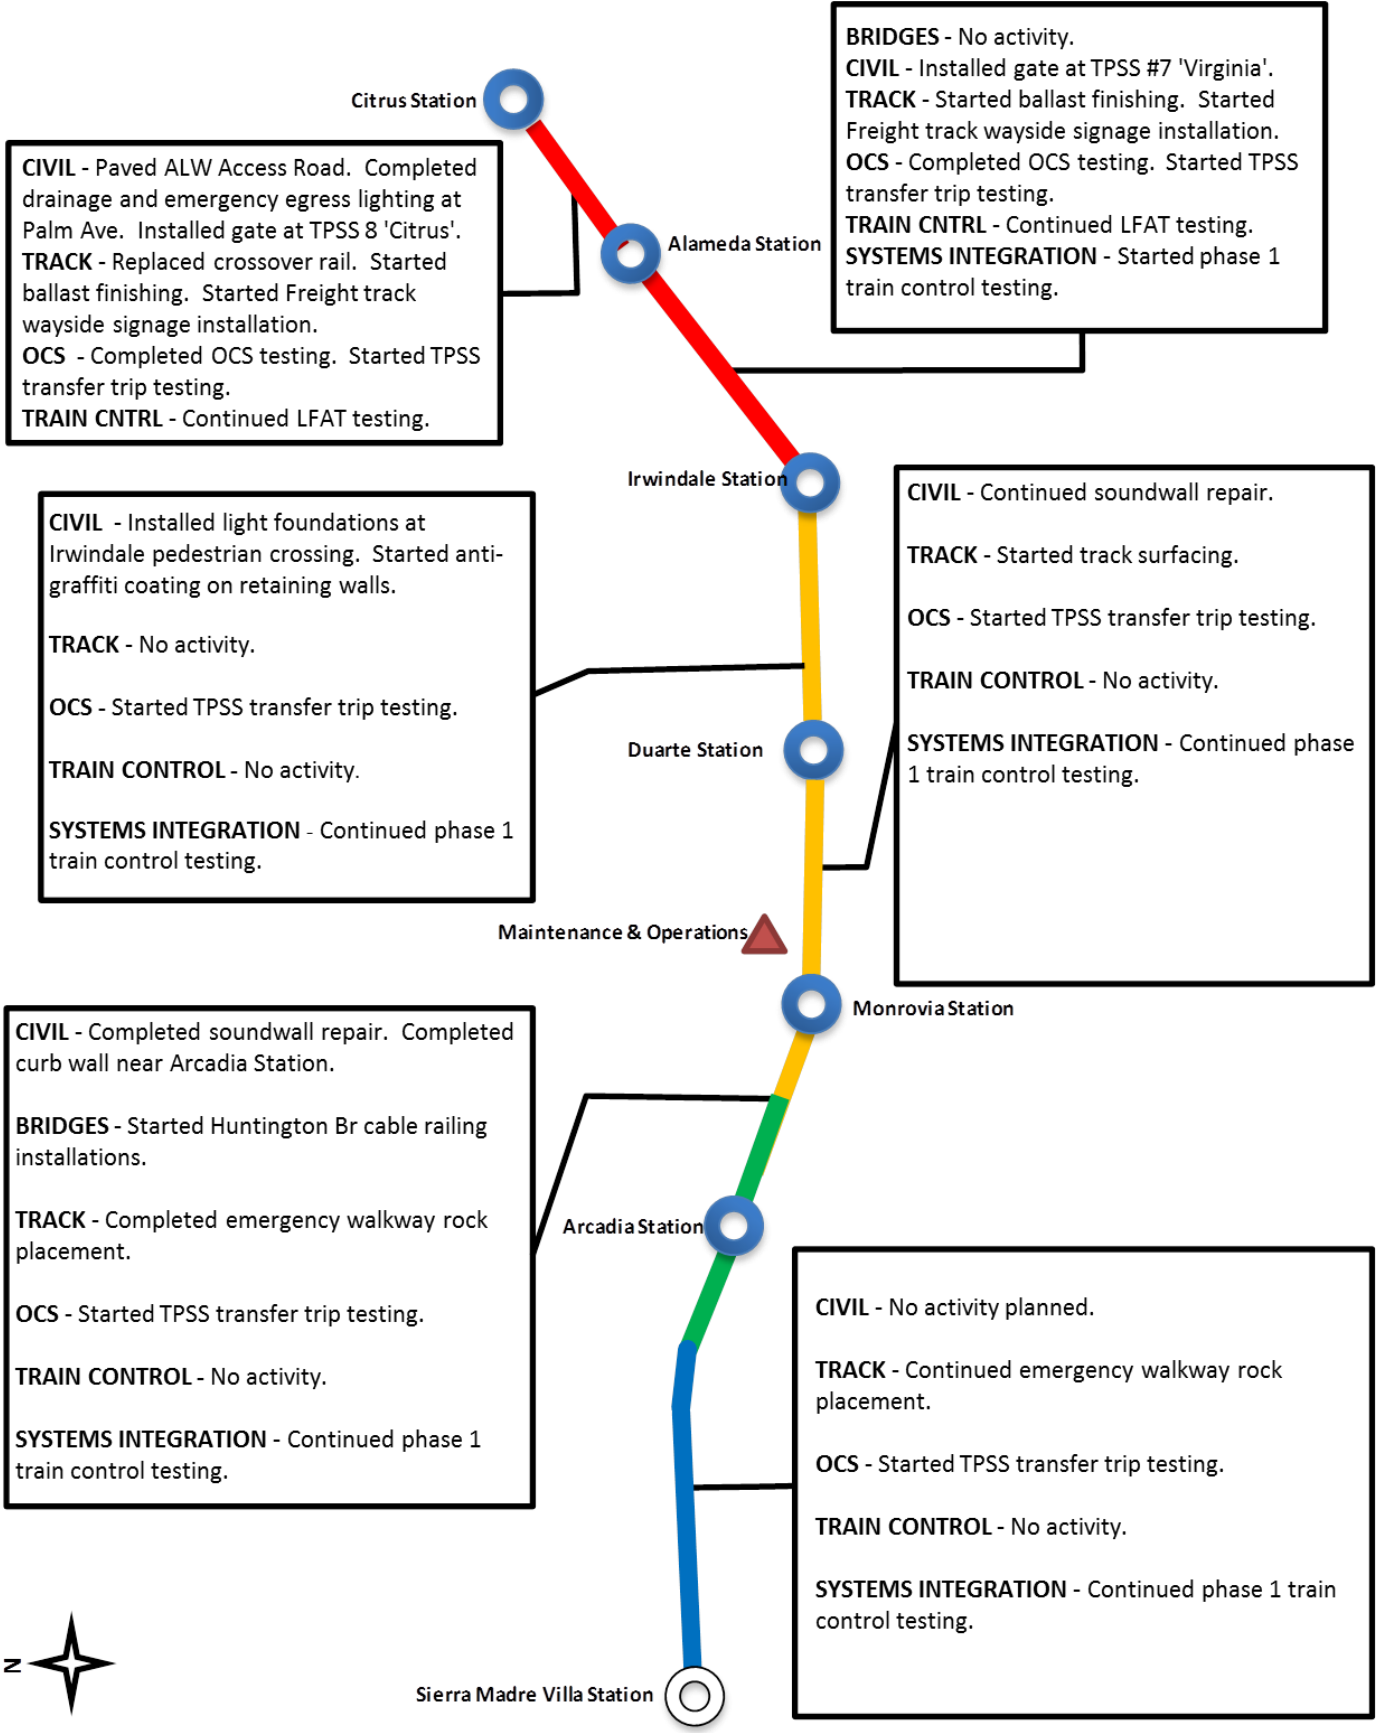 Citrus Station
BRIDGES - No activity.
CIVIL - Installed gate at TPSS #7 'Virginia'.
TRACK - Started ballast finishing.  Started
Freight track wayside signage installation.
OCS - Completed OCS testing.  Started TPSS
transfer trip testing.
TRAIN CNTRL - Continued LFAT testing.
SYSTEMS INTEGRATION - Started phase 1
train control testing.
CIVIL - Paved ALW Access Road.  Completed
drainage and emergency egress lighting at
Palm Ave.  Installed gate at TPSS 8 'Citrus'.
TRACK - Replaced crossover rail.  Started
ballast finishing.  Started Freight track
wayside signage installation.
OCS  - Completed OCS testing.  Started TPSS
transfer trip testing.
TRAIN CNTRL - Continued LFAT testing.
Alameda Station
Irwindale Station
CIVIL  - Installed light foundations at
Irwindale pedestrian crossing.  Started anti-
graffiti coating on retaining walls.
TRACK - No activity.
OCS - Started TPSS transfer trip testing.
TRAIN CONTROL - No activity.
SYSTEMS INTEGRATION - Continued phase 1
train control testing.
CIVIL - Continued soundwall repair.
TRACK - Started track surfacing.
OCS - Started TPSS transfer trip testing.
TRAIN CONTROL - No activity.
SYSTEMS INTEGRATION - Continued phase
1 train control testing.
Duarte Station
Maintenance & Operations
Monrovia Station
CIVIL - Completed soundwall repair.  Completed
curb wall near Arcadia Station.
BRIDGES - Started Huntington Br cable railing
installations.
TRACK - Completed emergency walkway rock
placement.
OCS - Started TPSS transfer trip testing.
TRAIN CONTROL - No activity.
SYSTEMS INTEGRATION - Continued phase 1
train control testing.
Arcadia Station
CIVIL - No activity planned.
TRACK - Continued emergency walkway rock
placement.
OCS - Started TPSS transfer trip testing.
TRAIN CONTROL - No activity.
SYSTEMS INTEGRATION - Continued phase 1 train
control testing.
N
Sierra Madre Villa Station